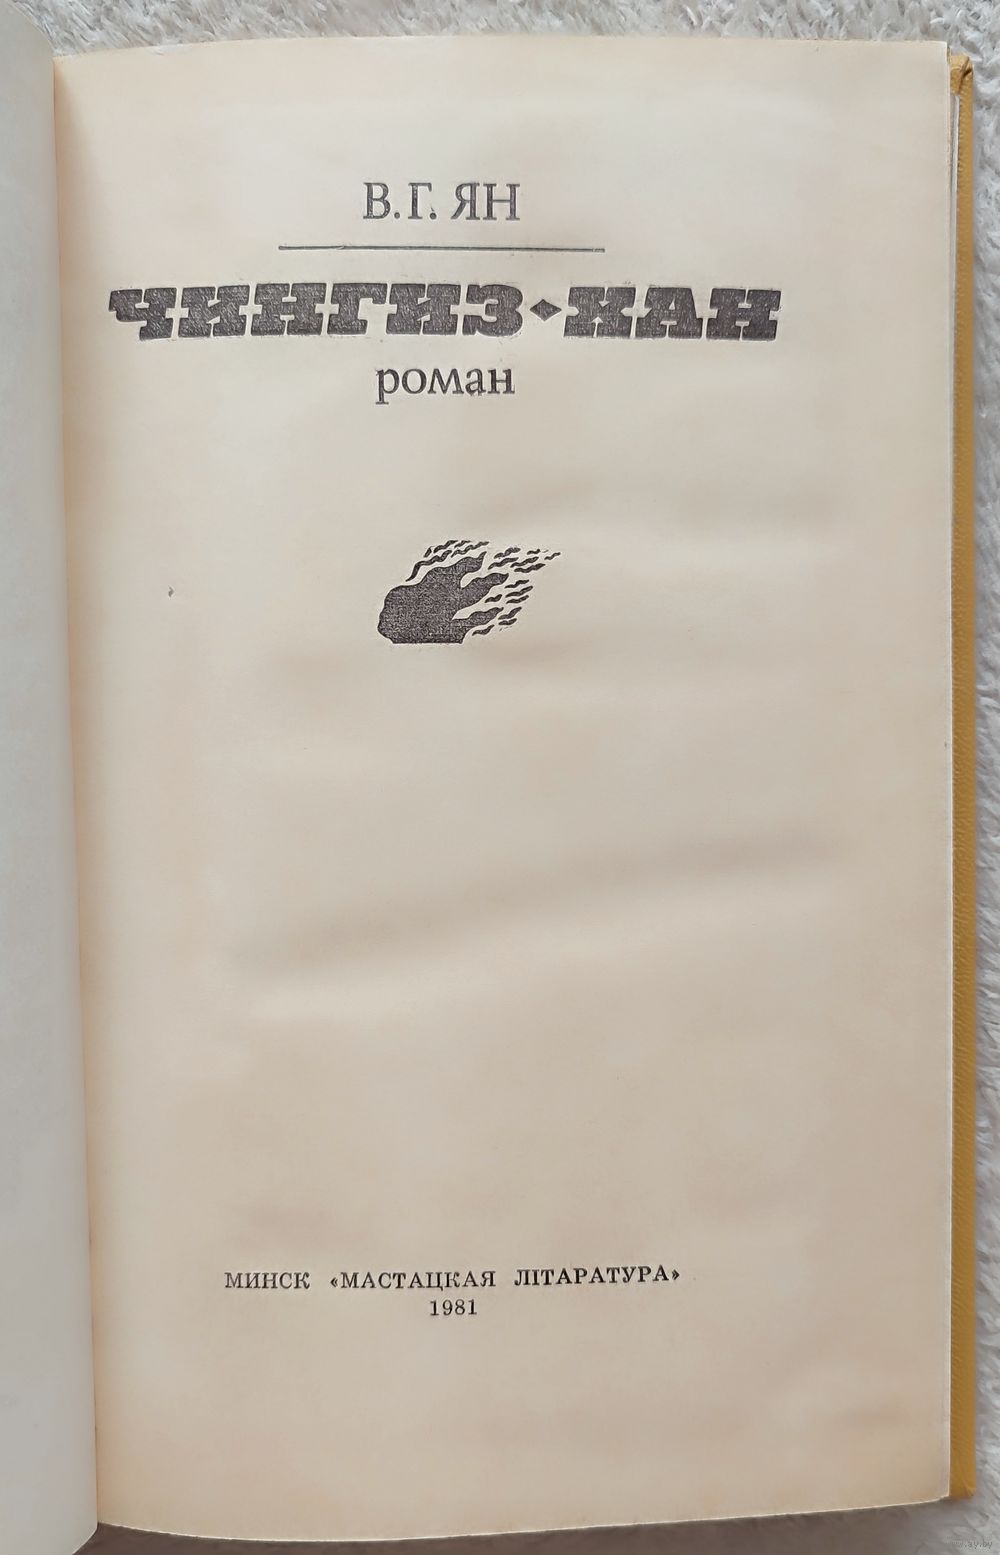 В. Г. ЯН
ЧИНГИЗ-ХАН
роман
МИНСК «МАСТАЦКАЯ ЛІТАРАТУРА»
1981